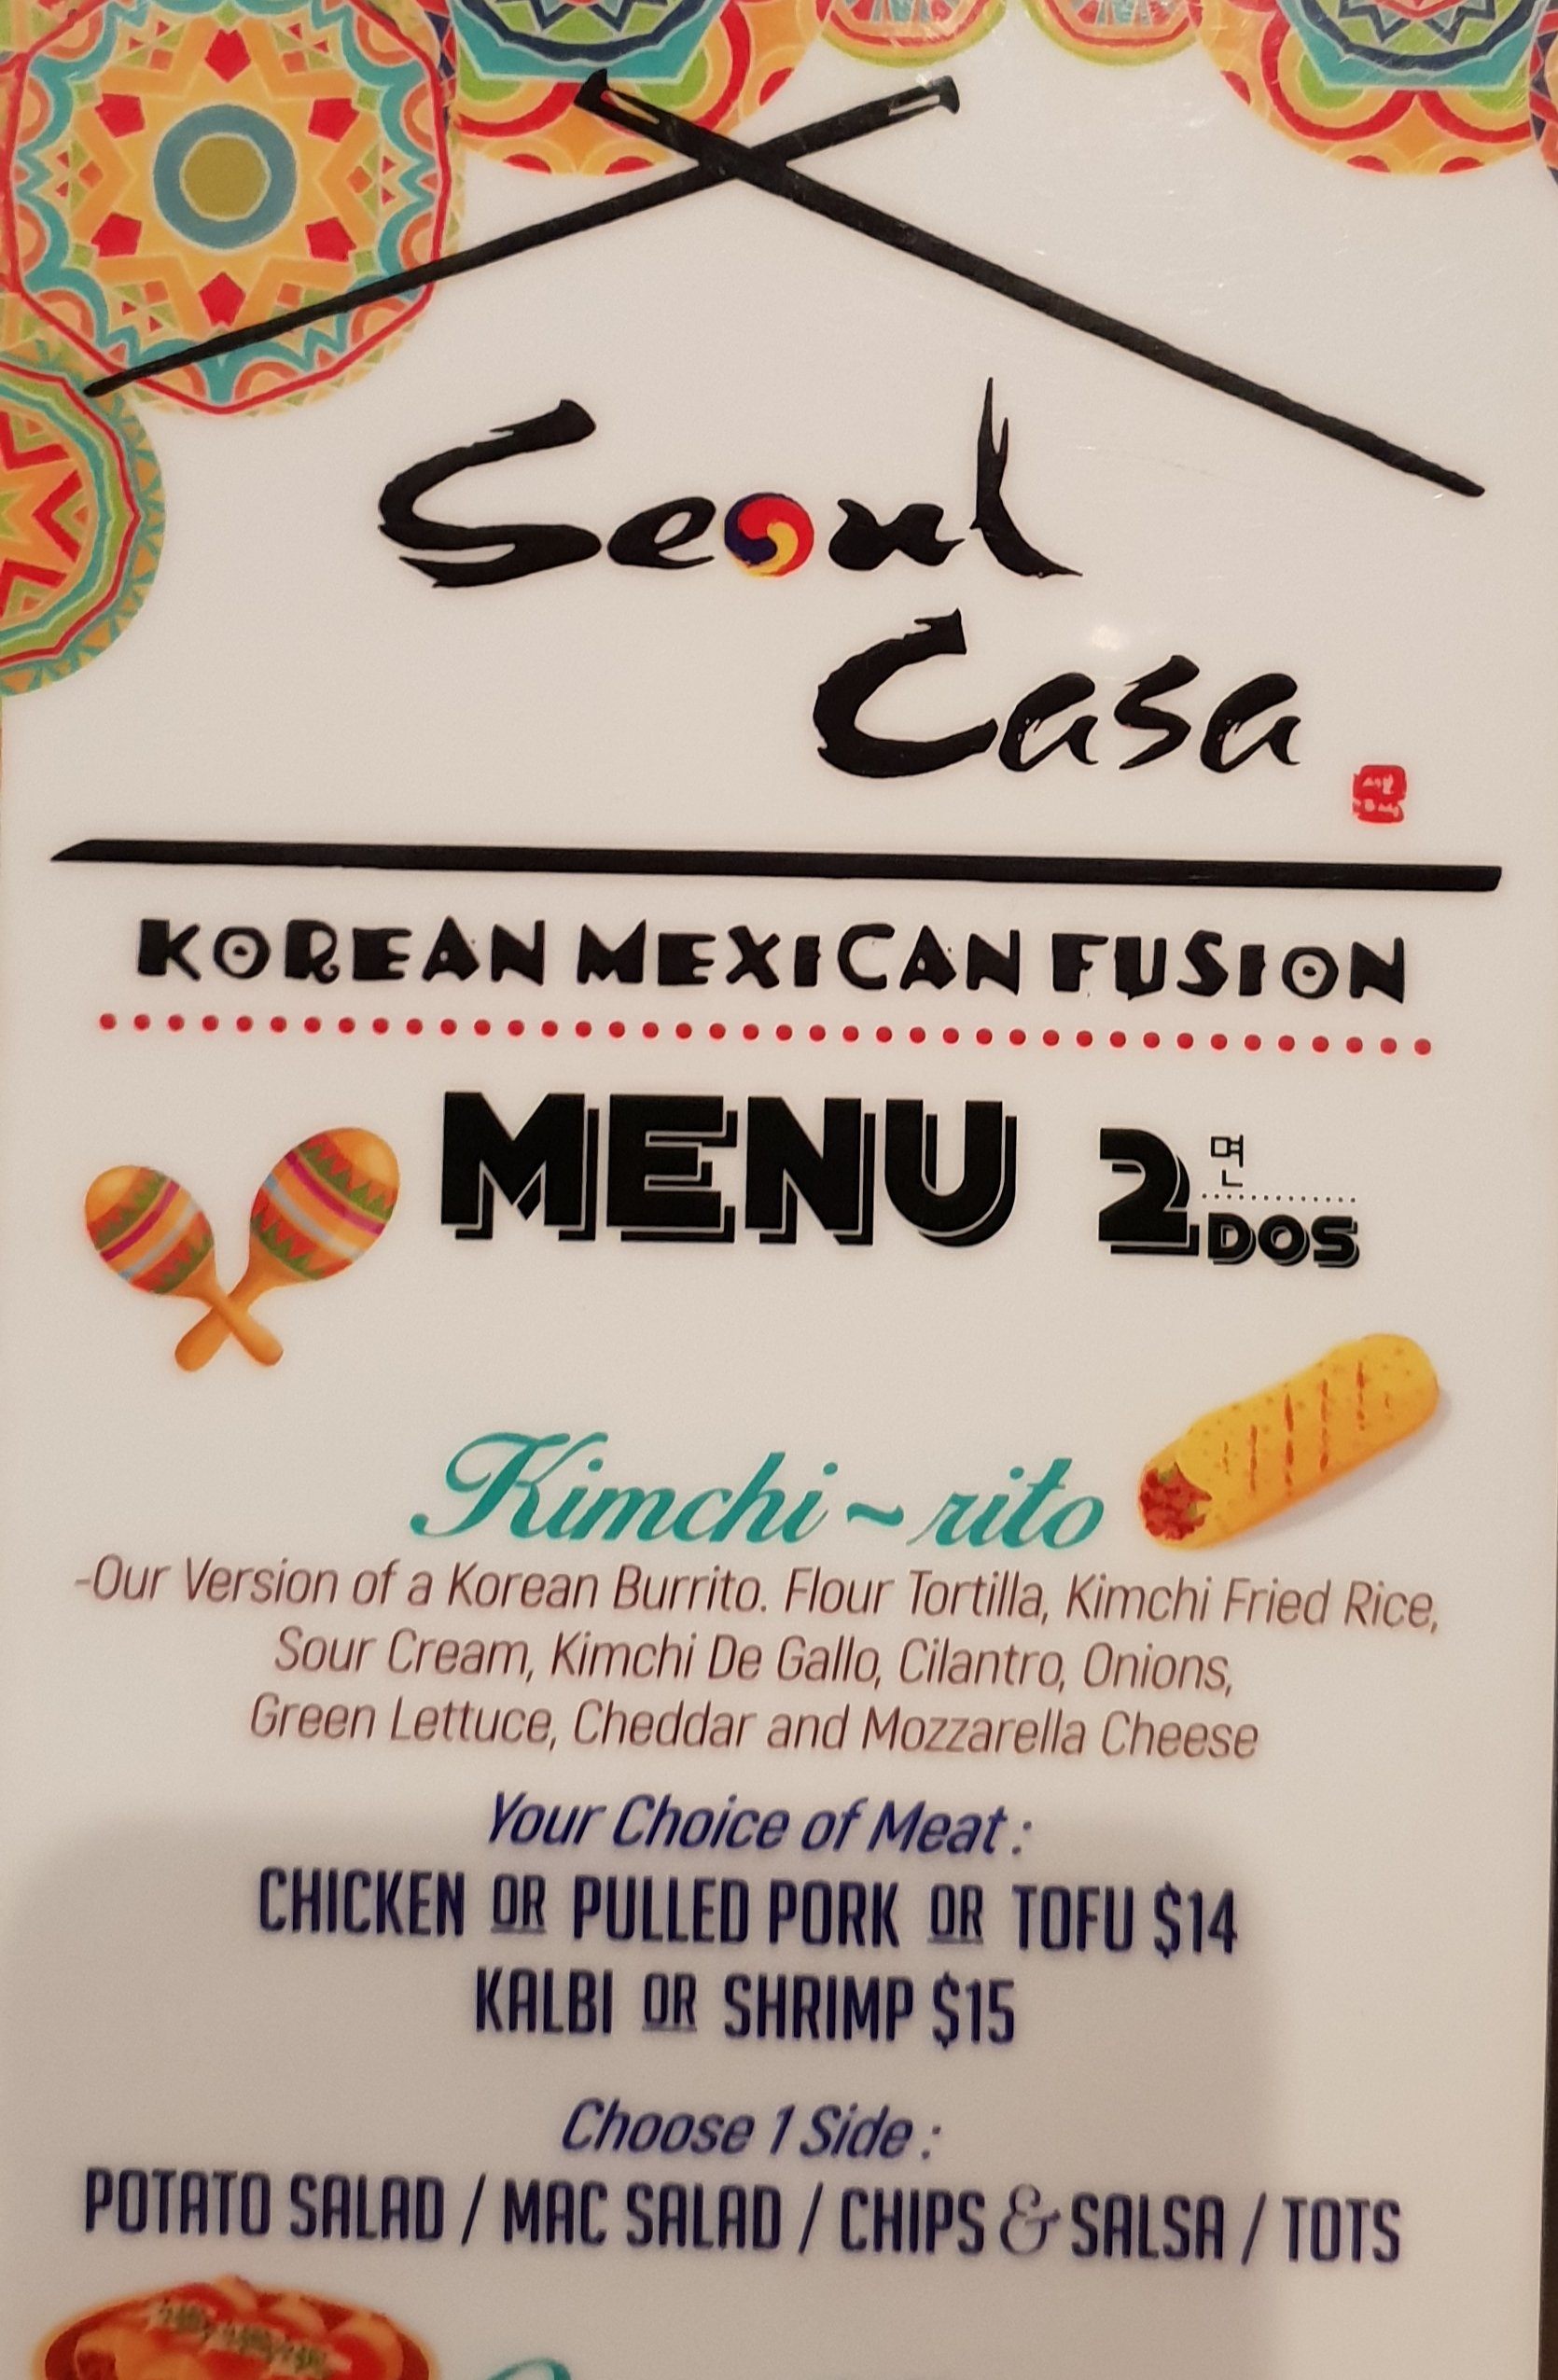 Seoul
Casa
KOREAN MEXICAN FUSION
MENU 2 면
DOS
Kimchi~rito
-Our Version of a Korean Burrito. Flour Tortilla, Kimchi Fried Rice,
Sour Cream, Kimchi De Gallo, Cilantro, Onions,
Green Lettuce, Cheddar and Mozzarella Cheese
Your Choice of Meat :
CHICKEN OR PULLED PORK OR TOFU $14
KALBI OR SHRIMP $15
Choose 1 Side :
POTATO SALAD / MAC SALAD / CHIPS & SALSA / TOTS